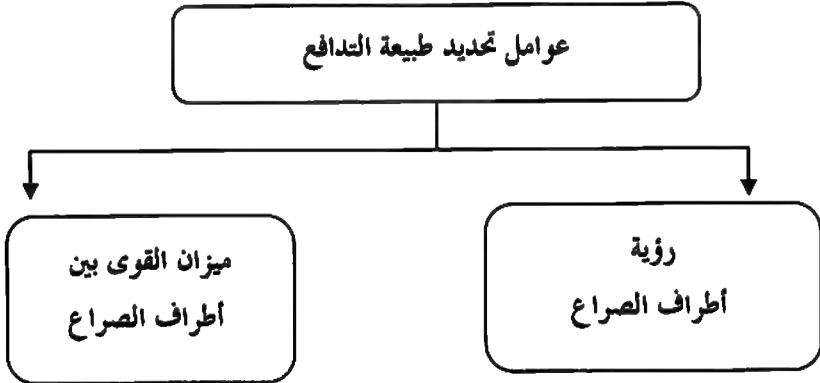 عوامل تحديد طبيعة التدافع
رؤية
أطراف الصراع
ميزان القوى بين
أطراف الصراع